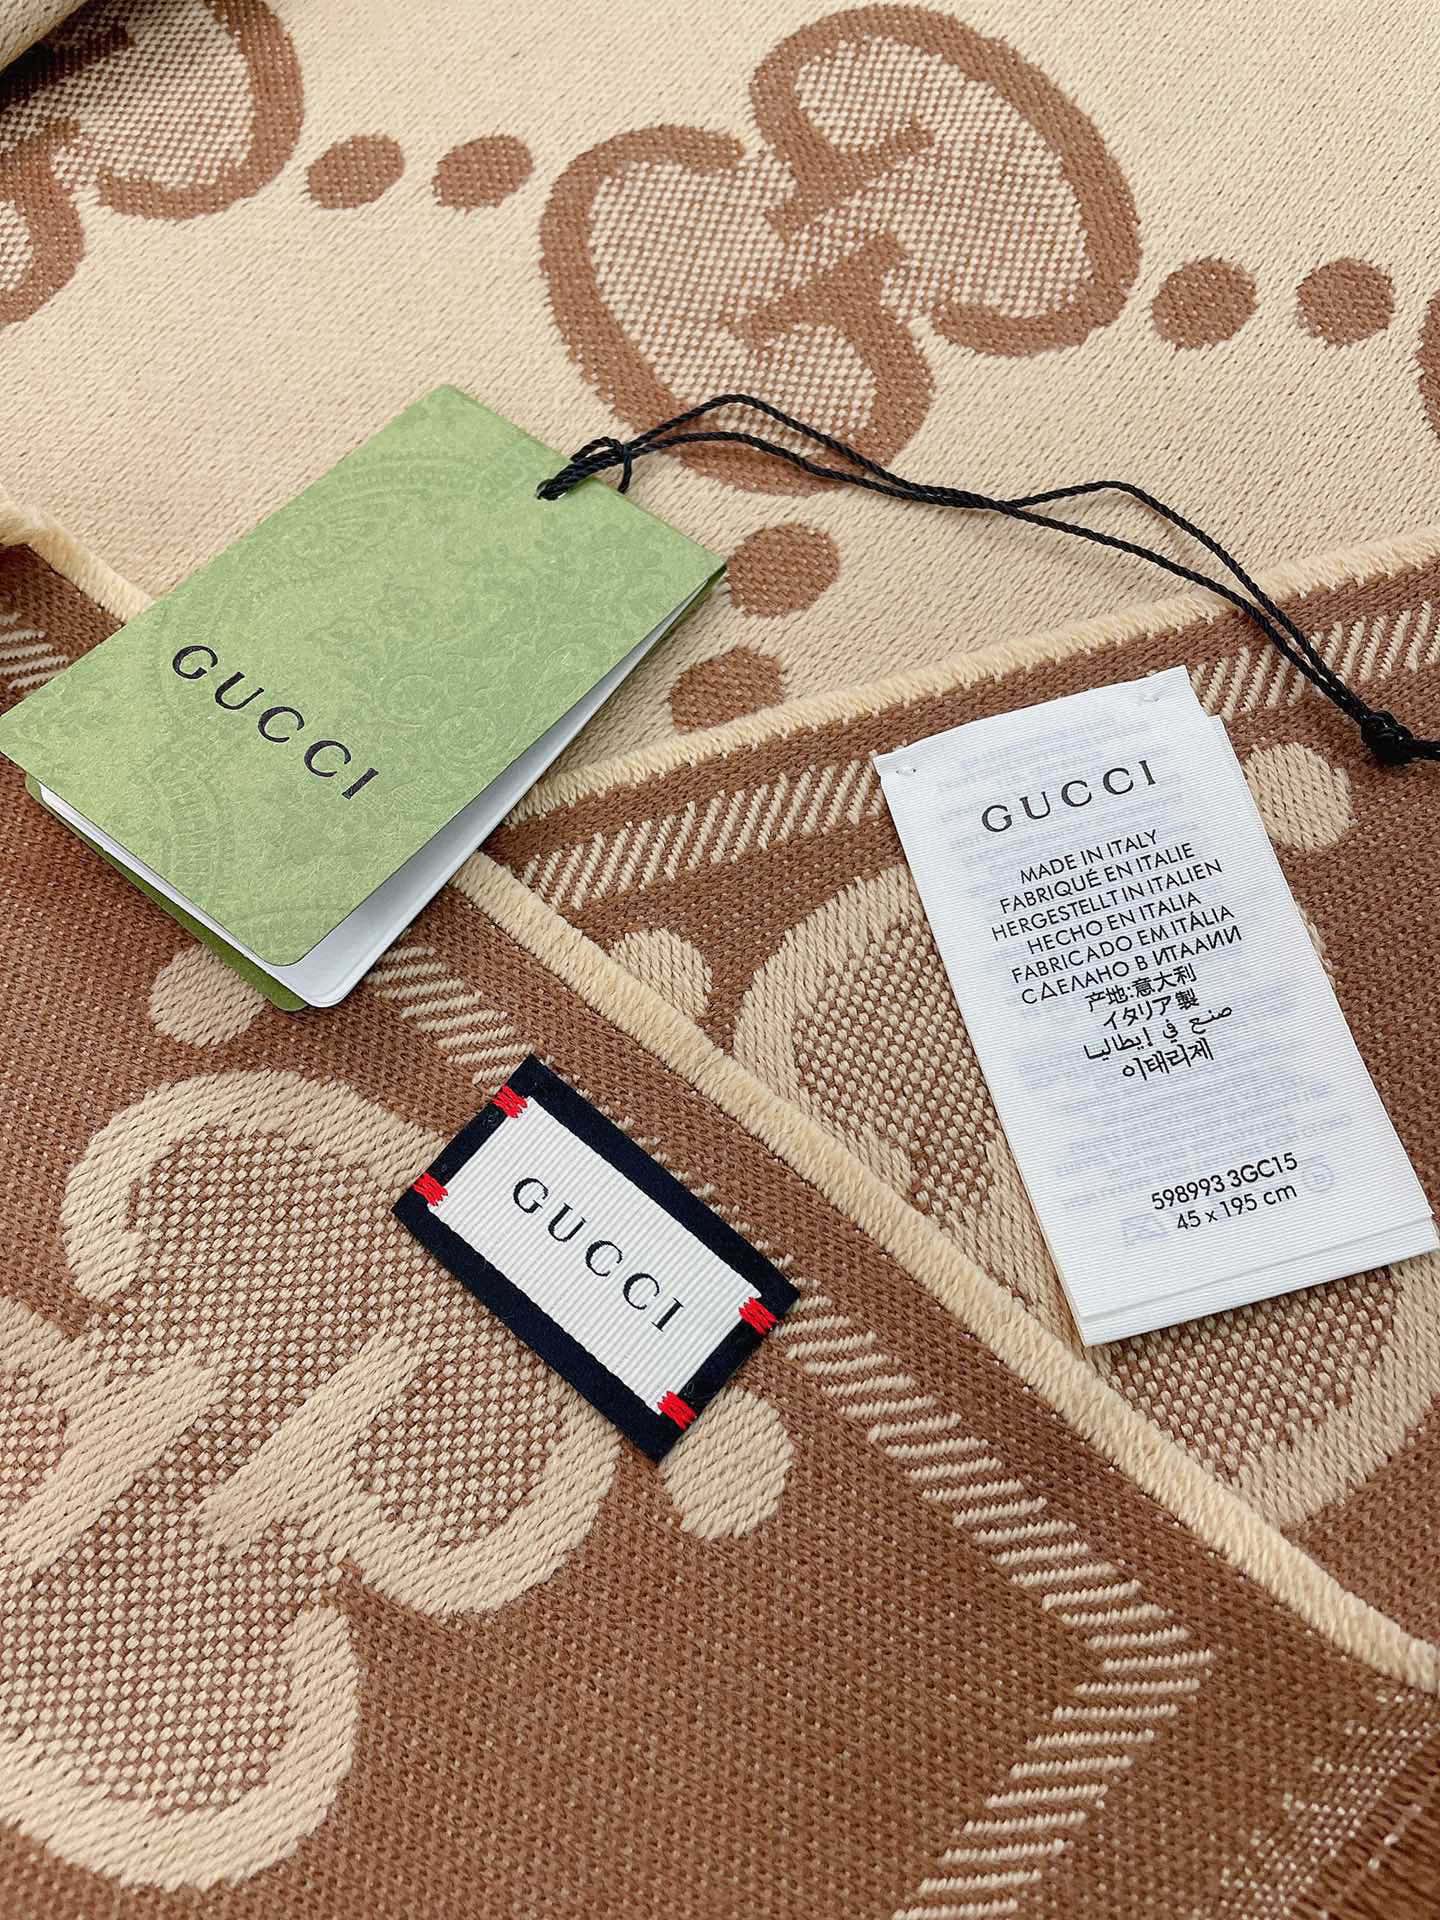 GUCCI
GUCCI
MADE IN ITALY
FABRIQUÉ EN ITALIE
HERGESTELLT IN ITALIEN
HECHO EN ITALIA
FABRICADO EM ITÁLIA
СДЕЛАНО В ИТАЛИИ
产地:意大利
イタリア製
صنع في إيطاليا
이태리제
598993 3GC15
45 x 195 cm
GUCCI